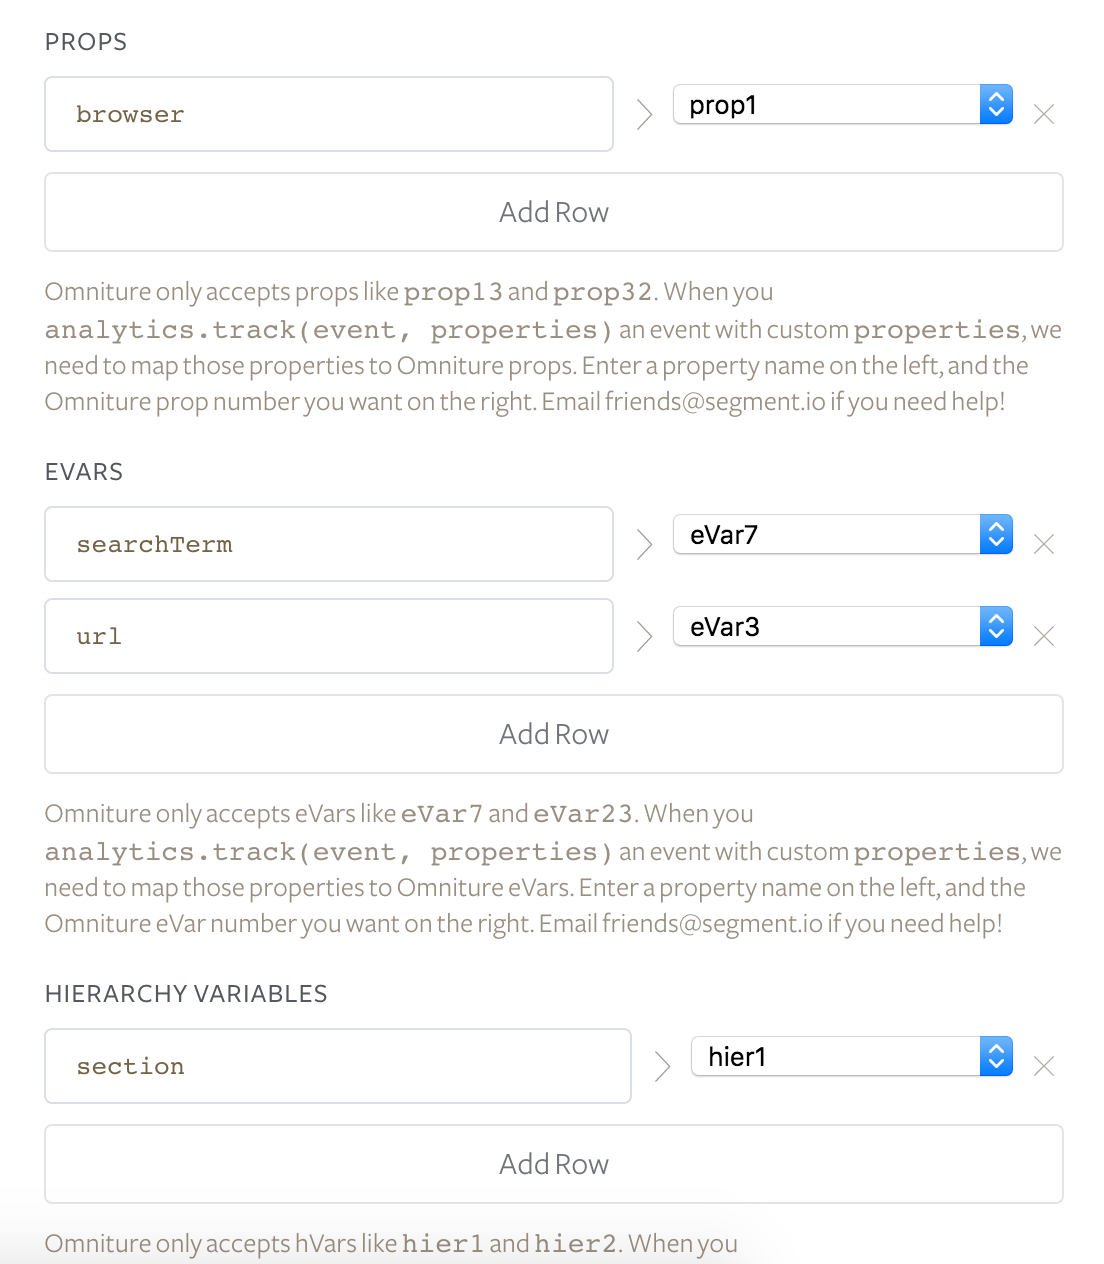 PROPS
browser
prop1
Add Row
Omniture only accepts props like prop13 and prop32. When you
analytics.track(event, properties) an event with custom properties, we
need to map those properties to Omniture props. Enter a property name on the left, and the
Omniture prop number you want on the right. Email friends@segment.io if you need help!
EVARS
searchTerm
eVar7
url
eVar3
Add Row
Omniture only accepts eVars like eVar7 and eVar23. When you
analytics.track(event, properties) an event with custom properties, we
need to map those properties to Omniture eVars. Enter a property name on the left, and the
Omniture eVar number you want on the right. Email friends@segment.io if you need help!
HIERARCHY VARIABLES
section
hier1
Add Row
Omniture only accepts hVars like hier1 and hier2. When you